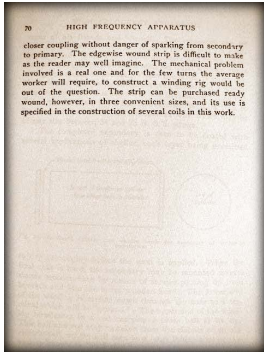 70 HIGH FREQUENCY APPARATUS
closer coupling without danger of sparking from secondary
to primary. The edgewise wound strip is difficult to make
as the reader may well imagine. The mechanical problem
involved is a real one and for the few turns the average
worker will require, to construct a winding rig would be
out of the question. The strip can be purchased ready
wound, however, in three convenient sizes, and its use is
specified in the construction of several coils in this work.